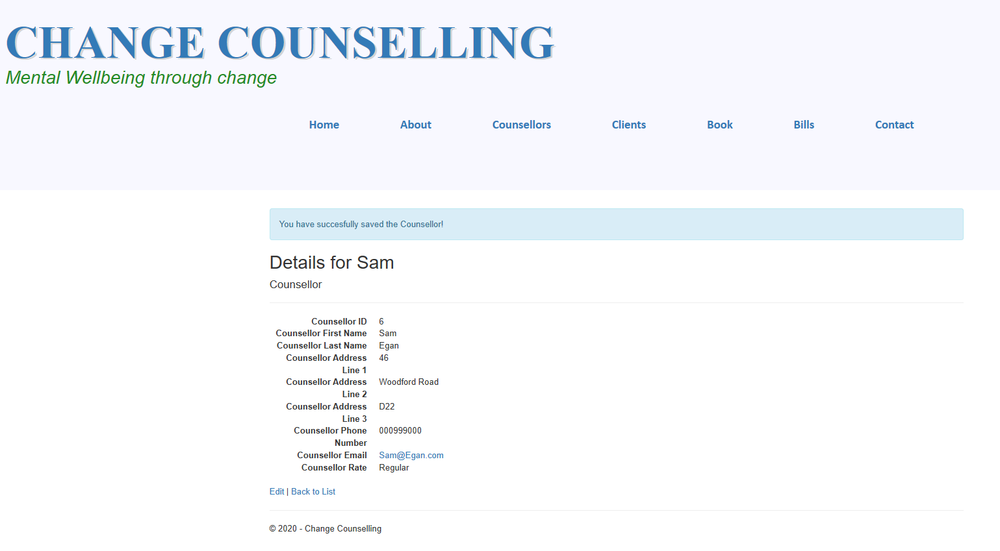 CHANGE COUNSELLING
Mental Wellbeing through change
Home About Counsellors Clients Book Bills Contact
You have succesfully saved the Counsellor!
Details for Sam
Counsellor
Counsellor ID 6
Counsellor First Name Sam
Counsellor Last Name Egan
Counsellor Address 46
Line 1
Counsellor Address Woodford Road
Line 2
Counsellor Address D22
Line 3
Counsellor Phone 000999000
Number
Counsellor Email Sam@Egan.com
Counsellor Rate Regular
Edit | Back to List
© 2020 - Change Counselling